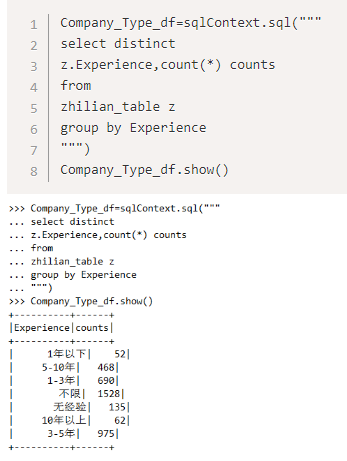 1 Company_Type_df=sqlContext.sql("""
2 select distinct
3 z.Experience,count(*) counts
4 from
5 zhilian_table z
6 group by Experience
7 """)
8 Company_Type_df.show()
>>> Company_Type_df=sqlContext.sql("""
... select distinct
... z.Experience,count(*) counts
... from
... zhilian_table z
... group by Experience
... """)
>>> Company_Type_df.show()
+----------+------+
|Experience|counts|
+----------+------+
|      1年以下|    52|
|     5-10年|   468|
|      1-3年|   690|
|        不限|  1528|
|       无经验|   135|
|     10年以上|    62|
|      3-5年|   975|
+----------+------+